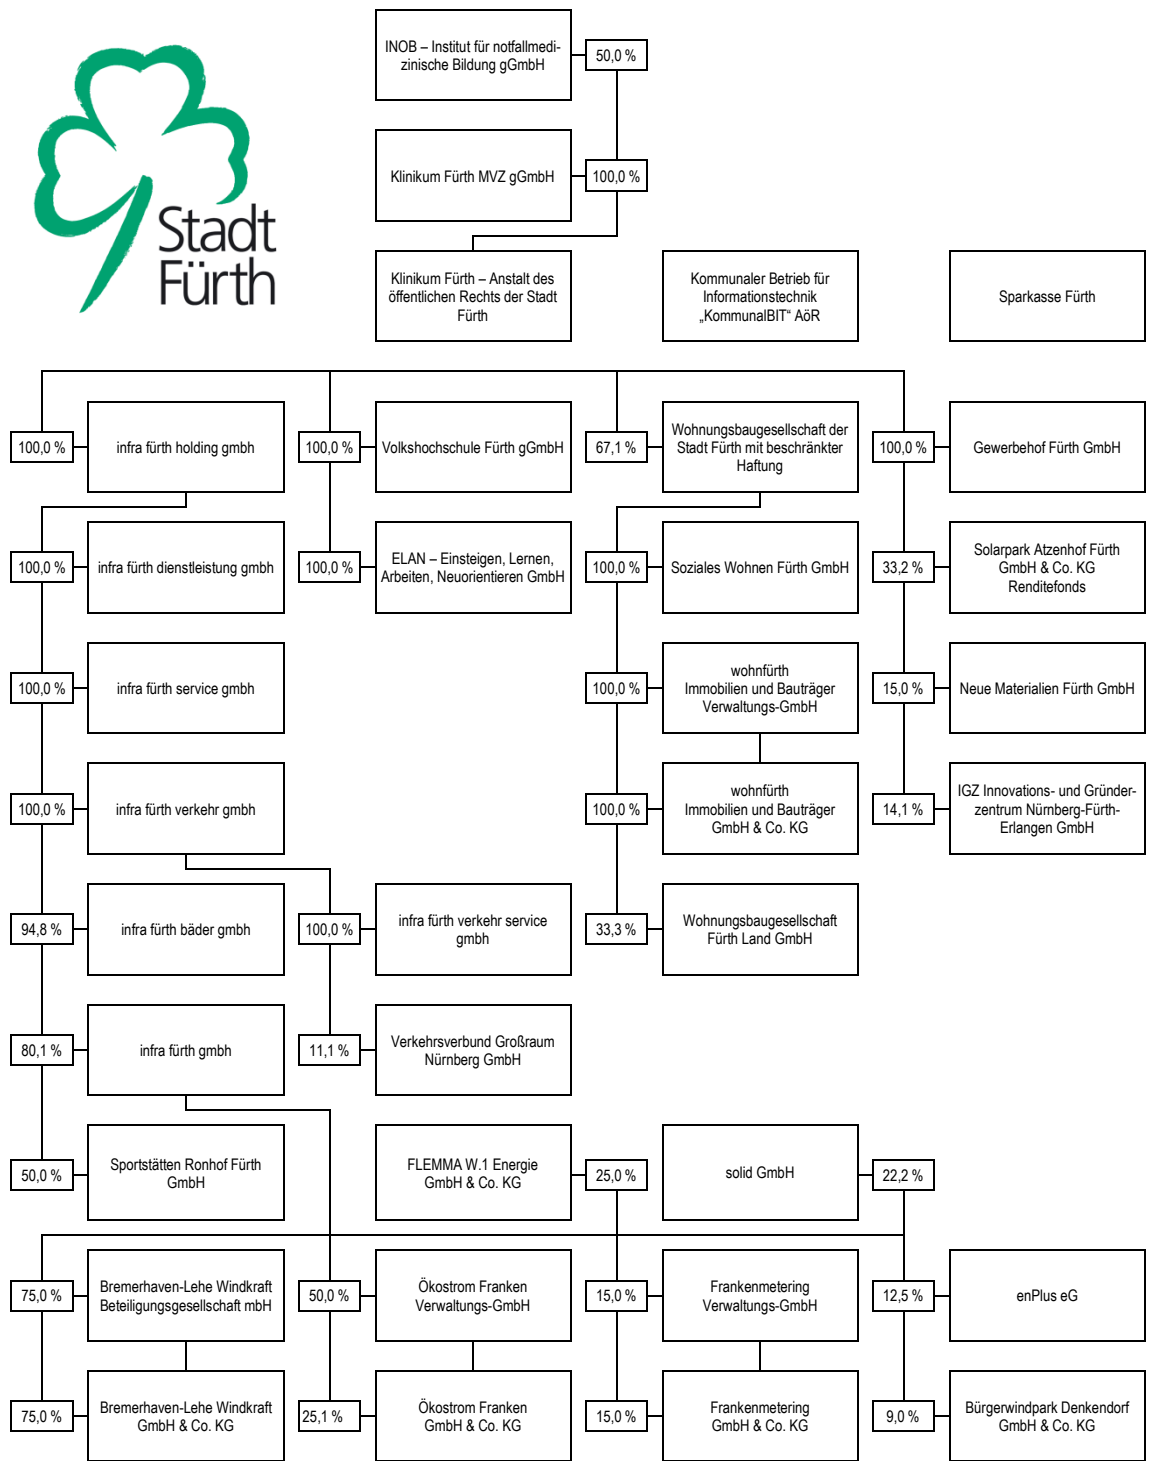 INOB – Institut für notfallmedi-
zinische Bildung gGmbH
50,0 %
Klinikum Fürth MVZ gGmbH
100,0 %
Stadt
Fürth
Klinikum Fürth – Anstalt des
öffentlichen Rechts der Stadt
Fürth
Kommunaler Betrieb für
Informationstechnik
„KommunalBIT“ AöR
Sparkasse Fürth
100,0 %
infra fürth holding gmbh
100,0 %
Volkshochschule Fürth gGmbH
67,1 %
Wohnungsbaugesellschaft der
Stadt Fürth mit beschränkter
Haftung
100,0 %
Gewerbehof Fürth GmbH
100,0 %
infra fürth dienstleistung gmbh
100,0 %
ELAN – Einsteigen, Lernen,
Arbeiten, Neuorientieren GmbH
100,0 %
Soziales Wohnen Fürth GmbH
33,2 %
Solarpark Atzenhof Fürth
GmbH & Co. KG
Renditefonds
100,0 %
infra fürth service gmbh
100,0 %
wohnfürth
Immobilien und Bauträger
Verwaltungs-GmbH
15,0 %
Neue Materialien Fürth GmbH
100,0 %
infra fürth verkehr gmbh
100,0 %
wohnfürth
Immobilien und Bauträger
GmbH & Co. KG
14,1 %
IGZ Innovations- und Gründer-
zentrum Nürnberg-Fürth-
Erlangen GmbH
94,8 %
infra fürth bäder gmbh
100,0 %
infra fürth verkehr service
gmbh
33,3 %
Wohnungsbaugesellschaft
Fürth Land GmbH
80,1 %
infra fürth gmbh
11,1 %
Verkehrsverbund Großraum
Nürnberg GmbH
50,0 %
Sportstätten Ronhof Fürth
GmbH
FLEMMA W.1 Energie
GmbH & Co. KG
25,0 %
solid GmbH
22,2 %
75,0 %
Bremerhaven-Lehe Windkraft
Beteiligungsgesellschaft mbH
50,0 %
Ökostrom Franken
Verwaltungs-GmbH
15,0 %
Frankenmetering
Verwaltungs-GmbH
12,5 %
enPlus eG
75,0 %
Bremerhaven-Lehe Windkraft
GmbH & Co. KG
25,1 %
Ökostrom Franken
GmbH & Co. KG
15,0 %
Frankenmetering
GmbH & Co. KG
9,0 %
Bürgerwindpark Denkendorf
GmbH & Co. KG